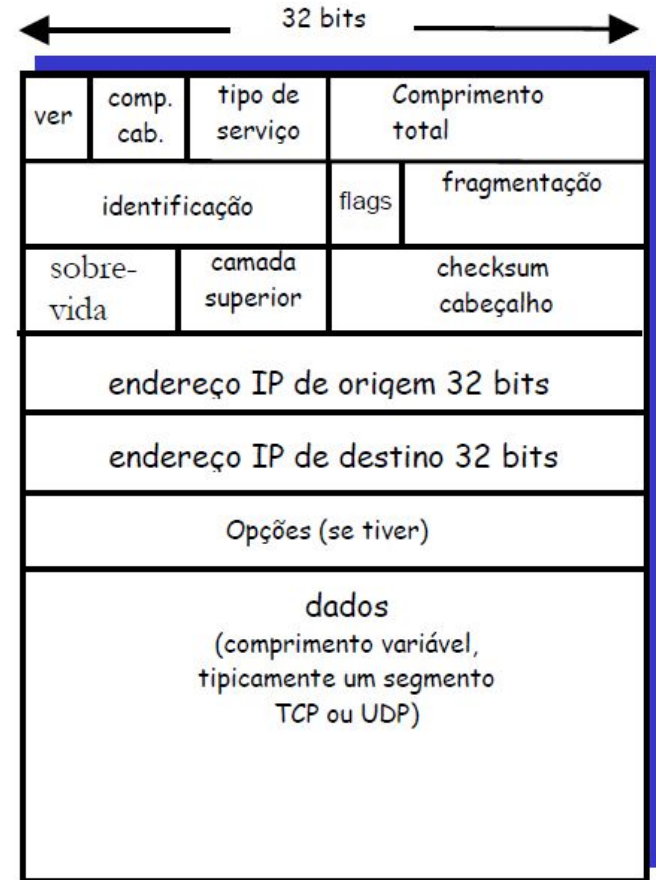 32 bits
ver
comp.
cab.
tipo de
serviço
Comprimento
total
identificação
flags
fragmentação
sobre-
vida
camada
superior
checksum
cabeçalho
endereço IP de origem 32 bits
endereço IP de destino 32 bits
Opções (se tiver)
dados
(comprimento variável,
tipicamente um segmento
TCP ou UDP)